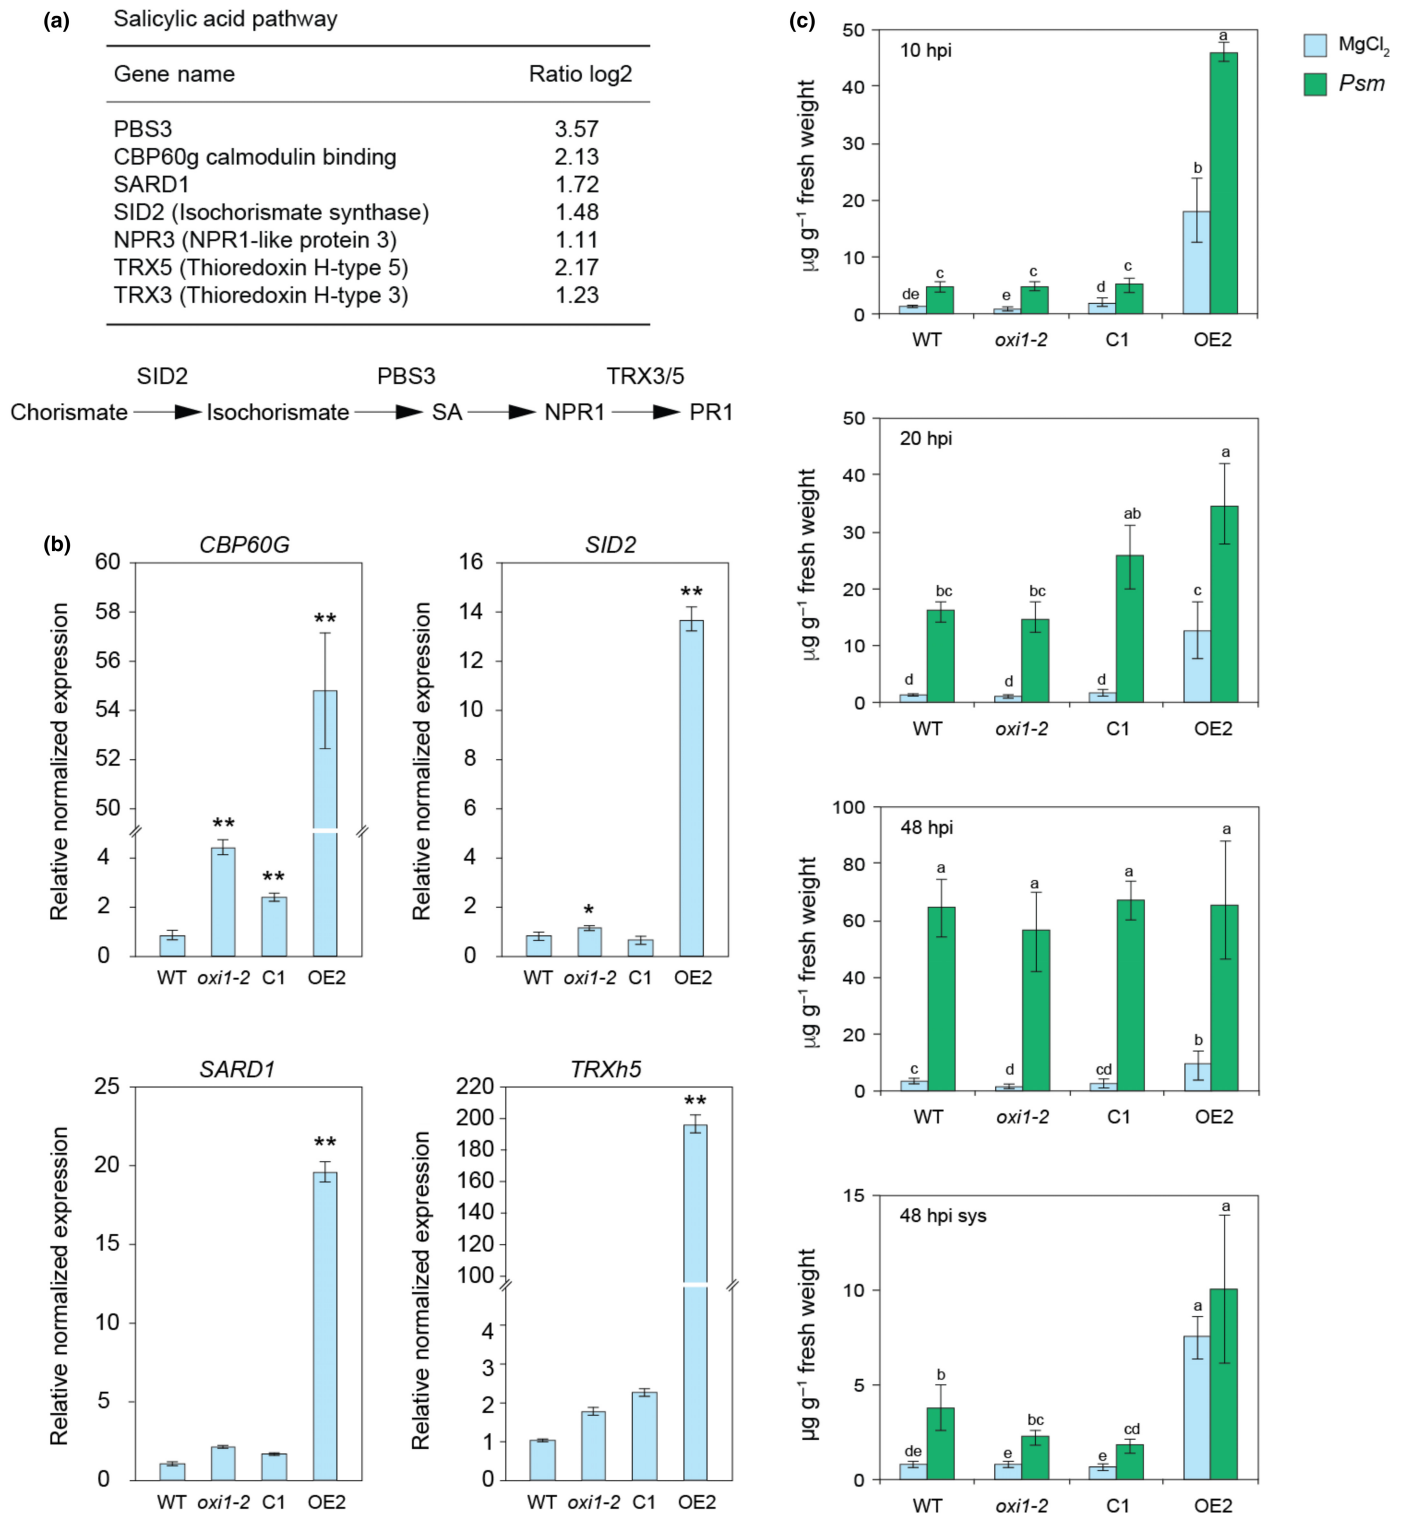 (a)
Salicylic acid pathway
Gene name Ratio log2
PBS3 3.57
CBP60g calmodulin binding 2.13
SARD1 1.72
SID2 (Isochorismate synthase) 1.48
NPR3 (NPR1-like protein 3) 1.11
TRX5 (Thioredoxin H-type 5) 2.17
TRX3 (Thioredoxin H-type 3) 1.23
SID2 PBS3 TRX3/5
Chorismate Isochorismate SA NPR1 PR1
(b)
CBP60G
Relative normalized expression
60
58
56
54
52
50
4
2
0
** ** **
WT oxi1-2 C1 OE2
SID2
Relative normalized expression
16
14
12
10
8
6
4
2
0
* **
WT oxi1-2 C1 OE2
SARD1
Relative normalized expression
25
20
15
10
5
0
**
WT oxi1-2 C1 OE2
TRXh5
Relative normalized expression
220
200
180
160
140
120
100
4
3
2
1
0
**
WT oxi1-2 C1 OE2
(c)
MgCl2
Psm
10 hpi
µg g−1 fresh weight
50
40
30
20
10
0
de c e c d c b a
WT oxi1-2 C1 OE2
20 hpi
µg g−1 fresh weight
50
40
30
20
10
0
d bc d bc d ab c a
WT oxi1-2 C1 OE2
48 hpi
µg g−1 fresh weight
100
80
60
40
20
0
c a d a cd a b a
WT oxi1-2 C1 OE2
48 hpi sys
µg g−1 fresh weight
15
10
5
0
de b e bc e cd a a
WT oxi1-2 C1 OE2